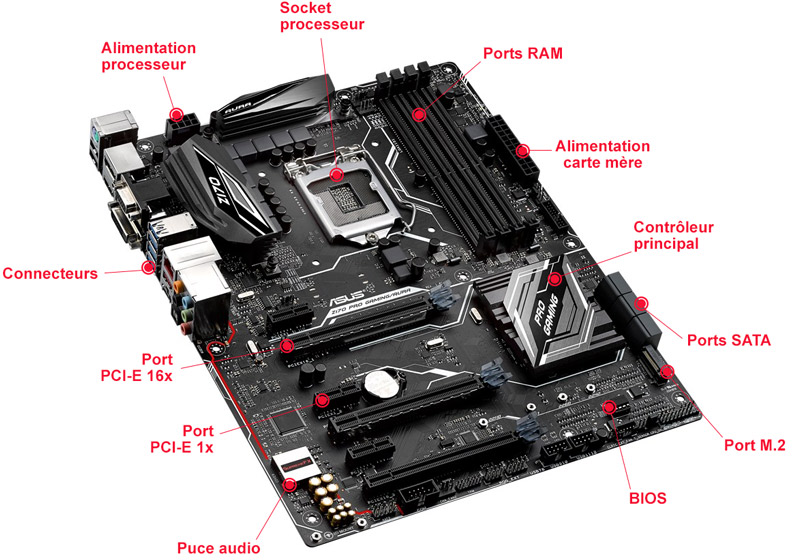 Socket
processeur
Alimentation
processeur
Ports RAM
AURA
Alimentation
carte mère
Z170
Contrôleur
principal
Connecteurs
ASUS
Z170 PRO GAMING/AURA
PRO
GAMING
Ports SATA
Port
PCI-E 16x
Port
PCI-E 1x
Port M.2
BIOS
Puce audio